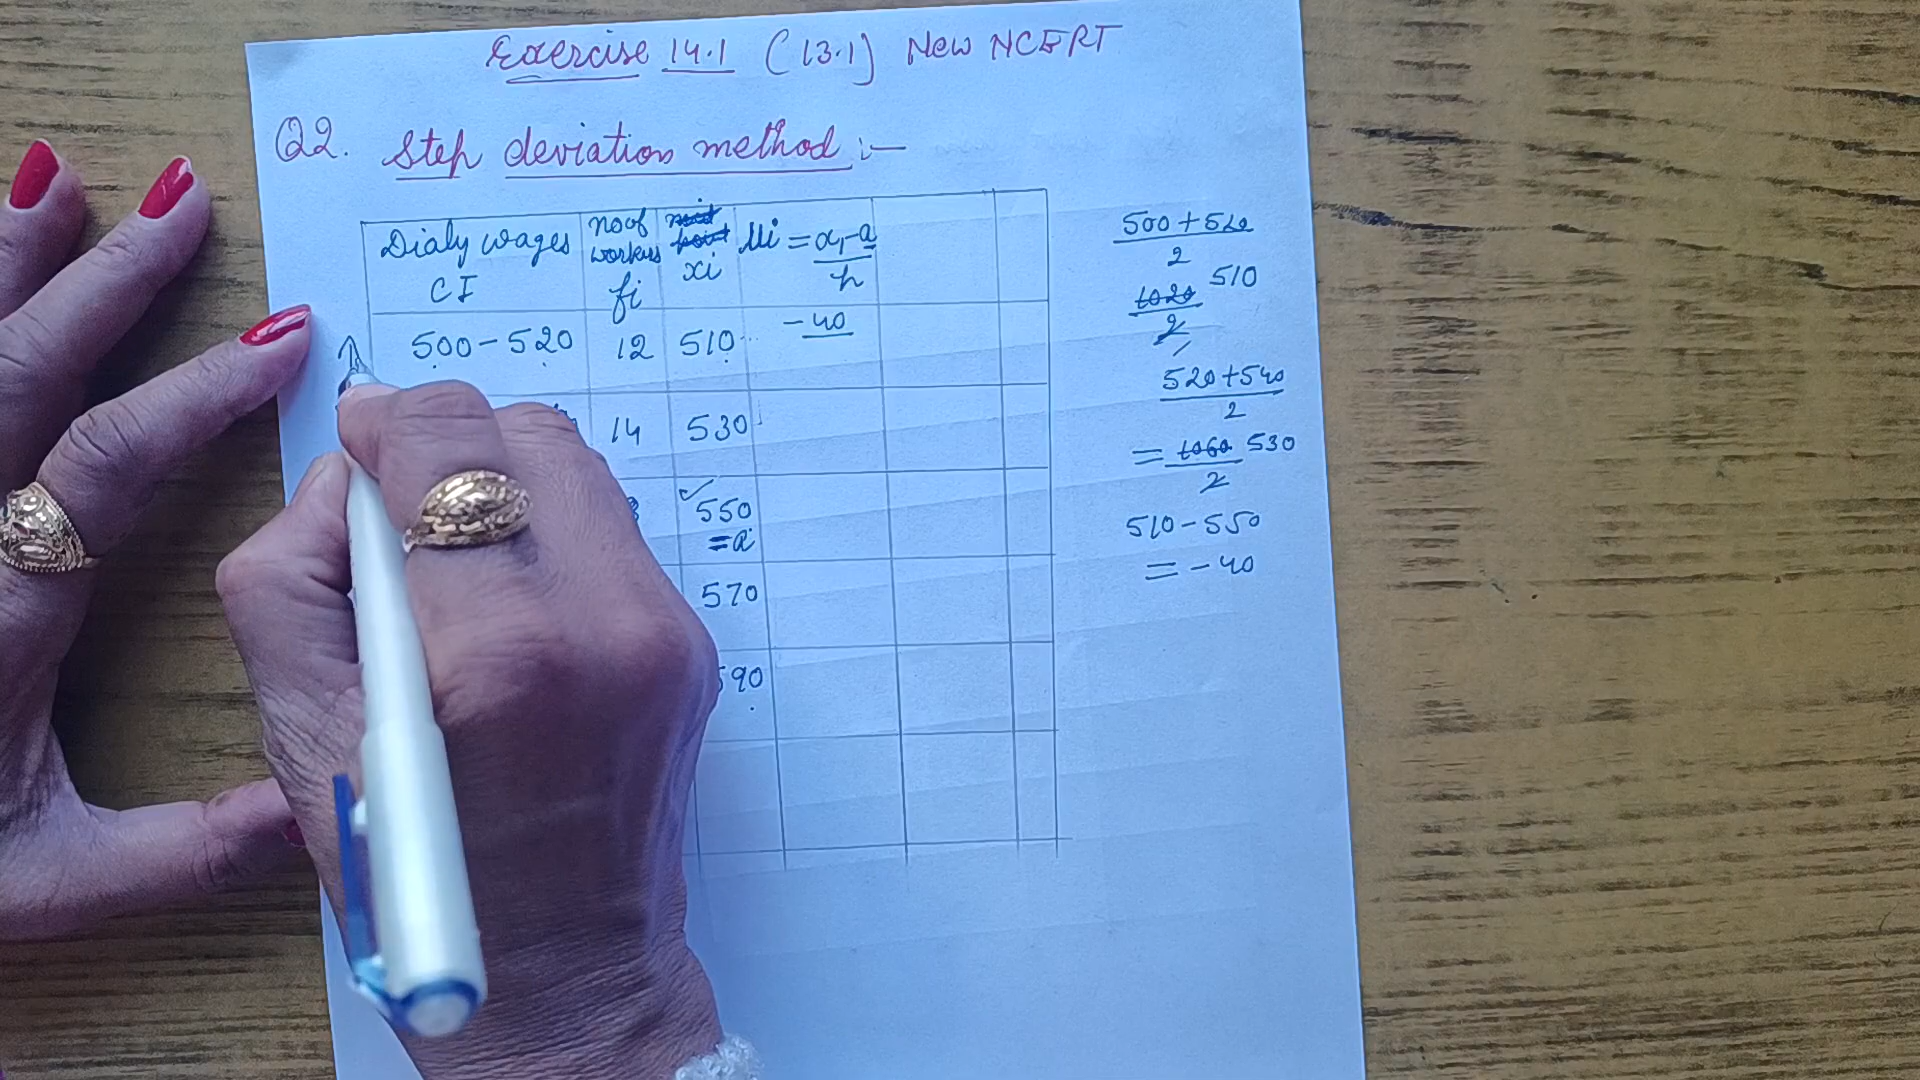 Exercise 14.1 (13.1) New NCERT
Q2. Step deviation method :-
Dialy wages CI no of workers fi xi Ui = xi-a / h
500-520 12 510 -40
14 530
550 =a
570
590
500+520 / 2
1020 / 2 510
520+540 / 2
= 1060 / 2 530
510-550
= -40